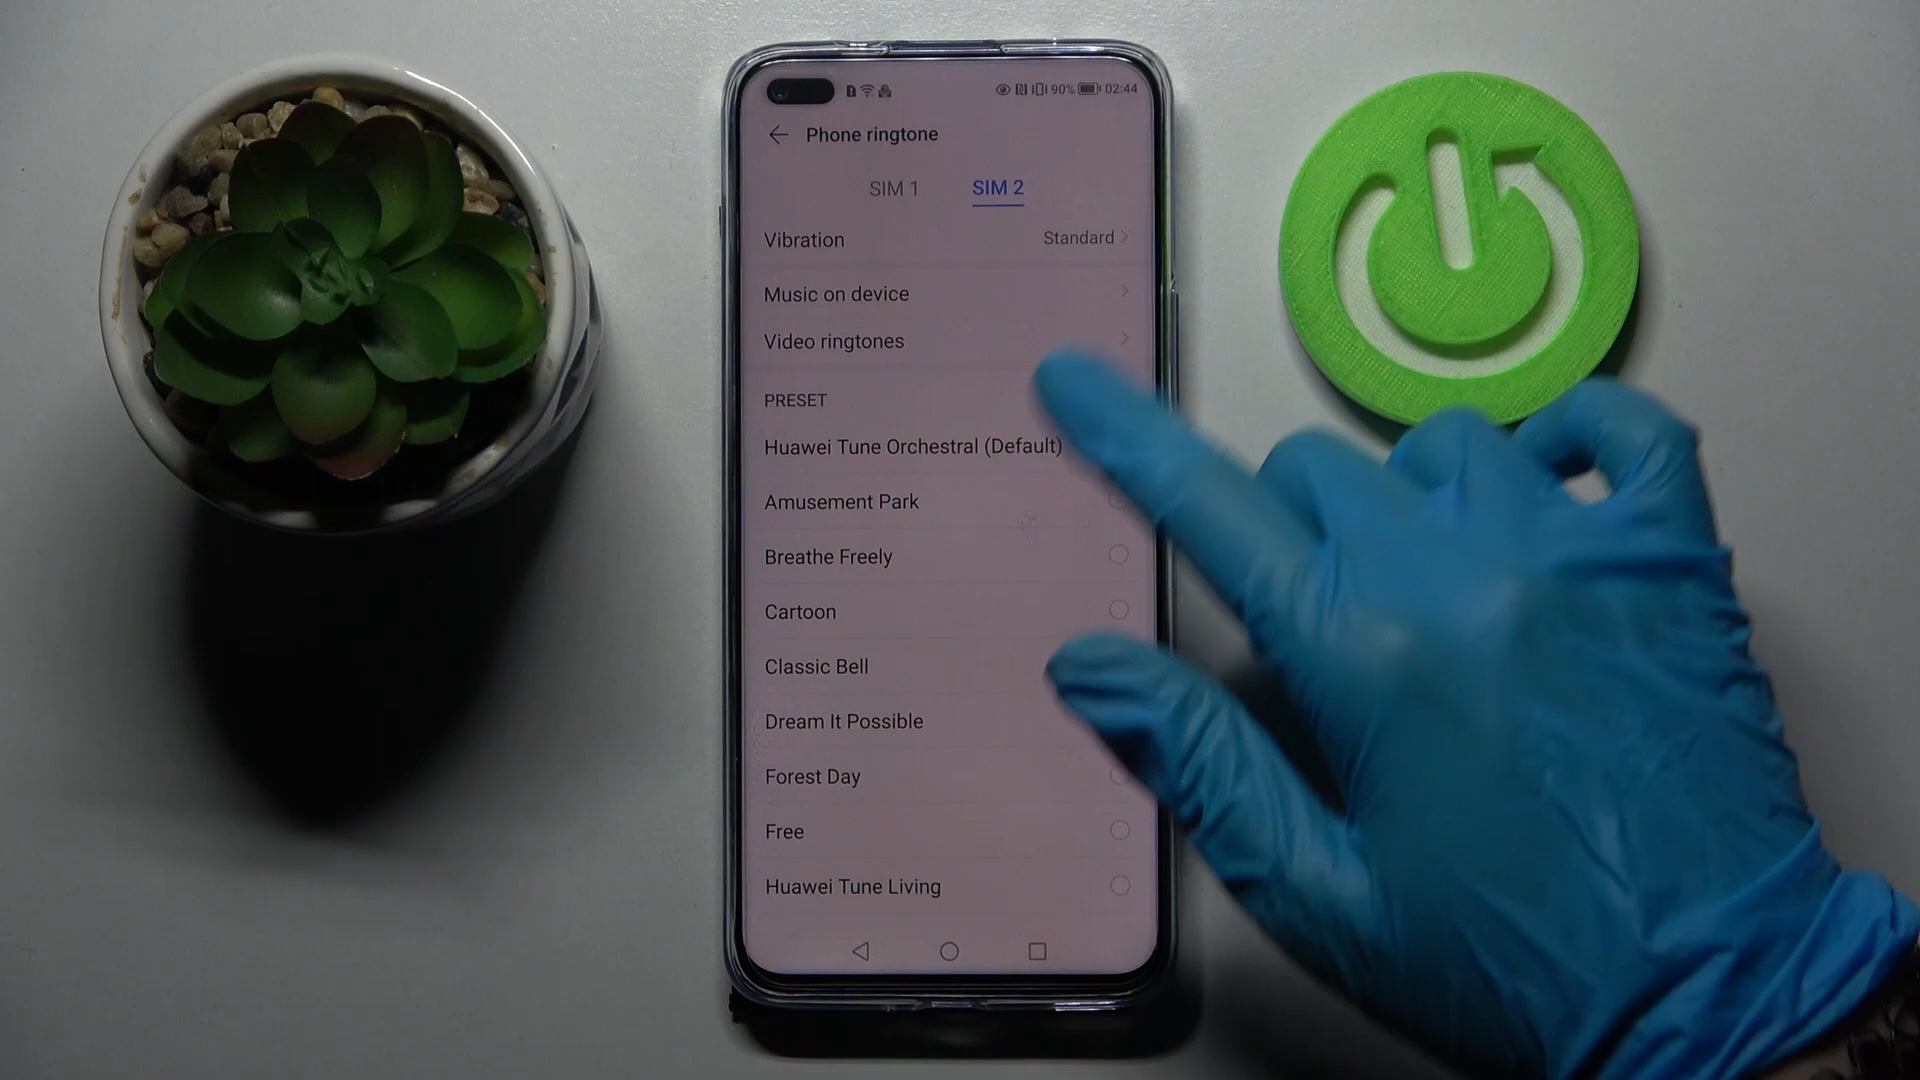 90% 02:44
Phone ringtone
SIM 1 SIM 2
Vibration Standard
Music on device
Video ringtones
PRESET
Huawei Tune Orchestral (Default)
Amusement Park
Breathe Freely
Cartoon
Classic Bell
Dream It Possible
Forest Day
Free
Huawei Tune Living